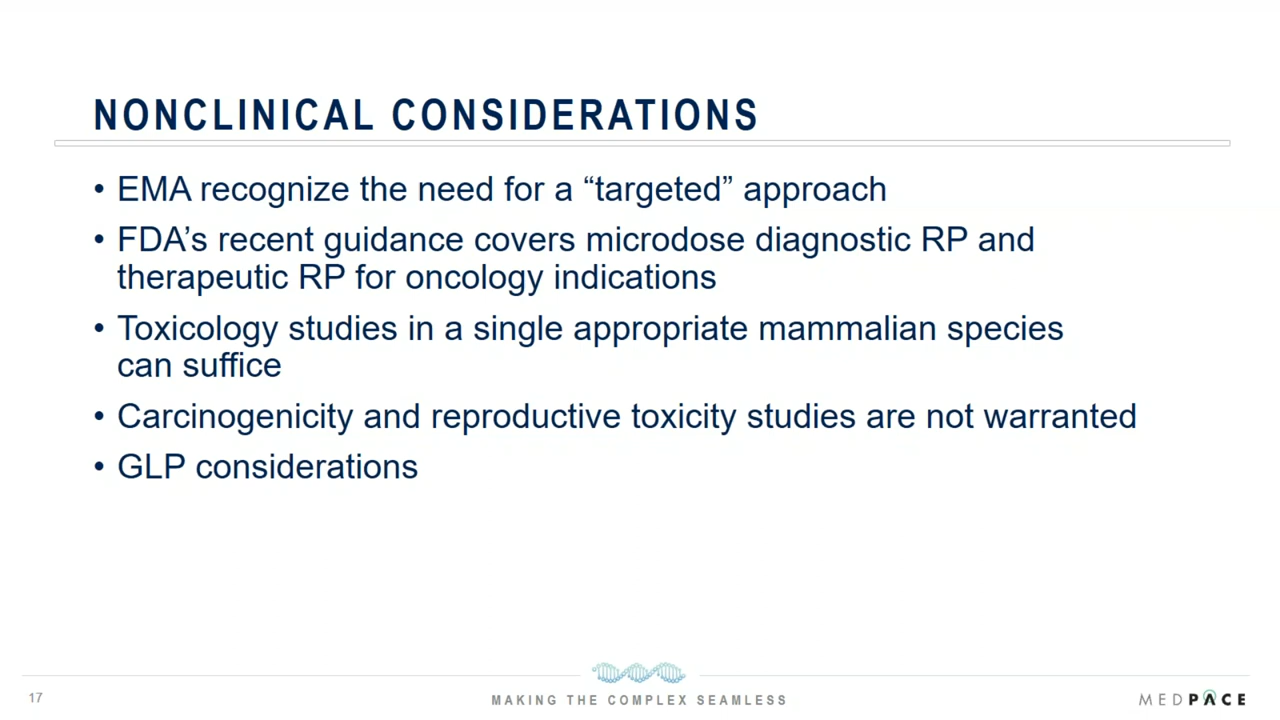 NONCLINICAL CONSIDERATIONS
• EMA recognize the need for a “targeted” approach
• FDA’s recent guidance covers microdose diagnostic RP and
therapeutic RP for oncology indications
• Toxicology studies in a single appropriate mammalian species
can suffice
• Carcinogenicity and reproductive toxicity studies are not warranted
• GLP considerations
17
MAKING THE COMPLEX SEAMLESS
MEDPACE